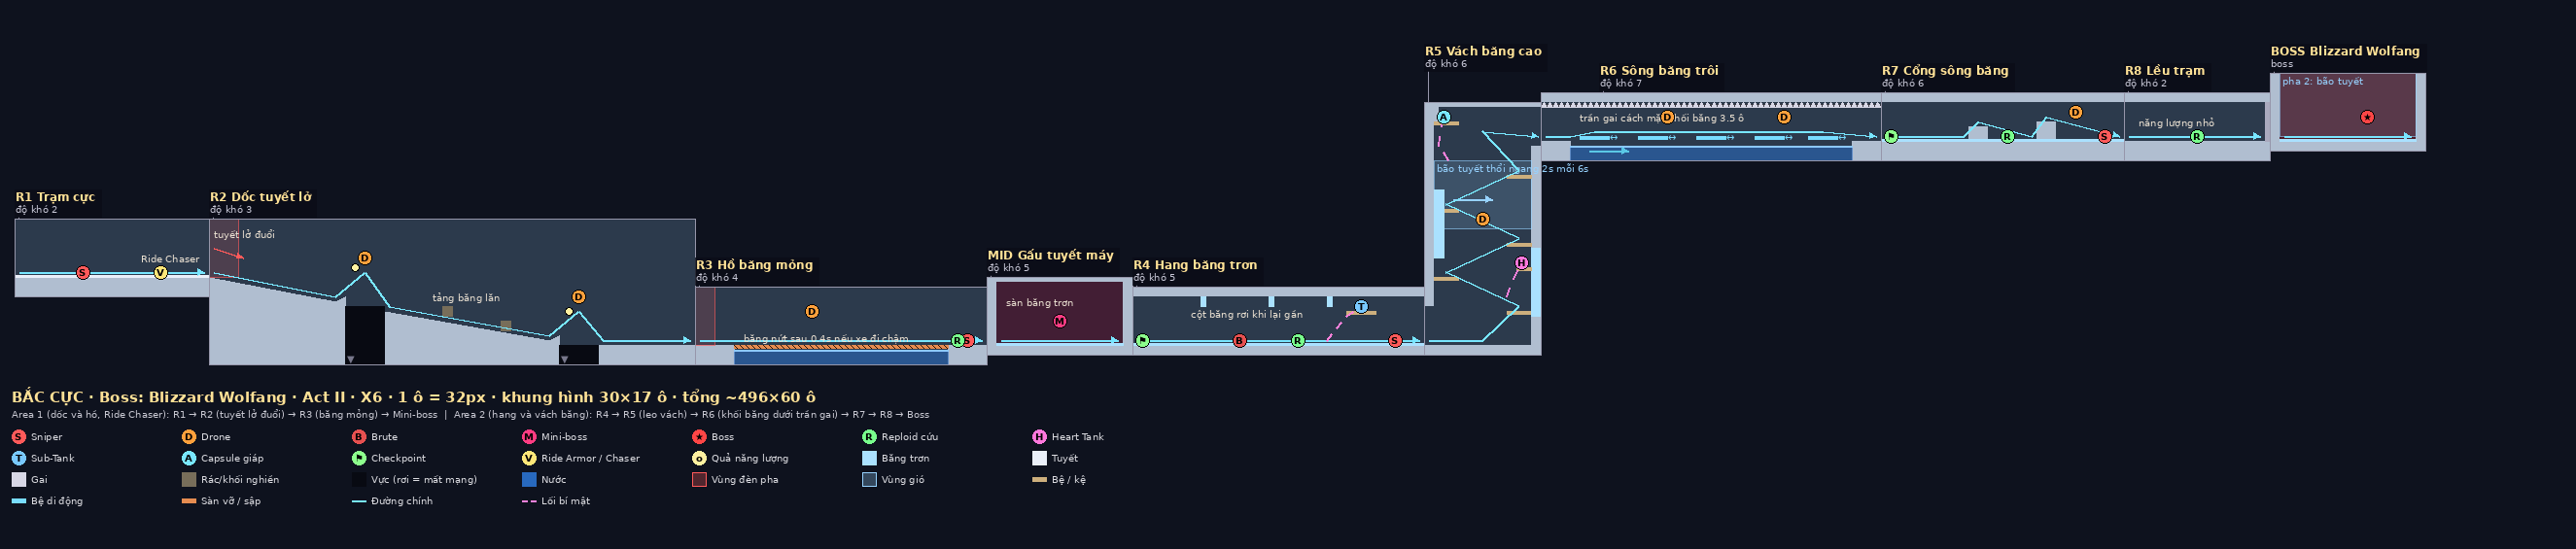 R5 Vách băng cao
độ khó 6
BOSS Blizzard Wolfang
boss
R6 Sông băng trôi
độ khó 7
R7 Cổng sông băng
độ khó 6
R8 Lều trạm
độ khó 2
pha 2: bão tuyết
A
trần gai cách mặt khối băng 3.5 ô
D
D
D
năng lượng nhỏ
R
S
R
bão tuyết thổi ngang 2s mỗi 6s
D
H
R1 Trạm cực
độ khó 2
R2 Dốc tuyết lở
độ khó 3
tuyết lở đuổi
Ride Chaser
S
V
D
tảng băng lăn
D
R3 Hồ băng mỏng
độ khó 4
D
băng nứt sau 0.4s nếu xe đi chậm
R
S
MID Gấu tuyết máy
độ khó 5
sàn băng trơn
M
R4 Hang băng trơn
độ khó 5
cột băng rơi khi lại gần
T
B
R
S
BẮC CỰC · Boss: Blizzard Wolfang · Act II · X6 · 1 ô = 32px · khung hình 30×17 ô · tổng ~496×60 ô
Area 1 (dốc và hồ, Ride Chaser): R1 → R2 (tuyết lở đuổi) → R3 (băng mỏng) → Mini-boss | Area 2 (hang và vách băng): R4 → R5 (leo vách) → R6 (khối băng dưới trần gai) → R7 → R8 → Boss
S Sniper
D Drone
B Brute
M Mini-boss
★ Boss
R Reploid cứu
H Heart Tank
T Sub-Tank
A Capsule giáp
⚑ Checkpoint
V Ride Armor / Chaser
o Quả năng lượng
Băng trơn
Tuyết
Gai
Rác/khối nghiền
Vực (rơi = mất mạng)
Nước
Vùng đèn pha
Vùng gió
Bệ / kệ
Bệ di động
Sàn vỡ / sập
Đường chính
Lối bí mật